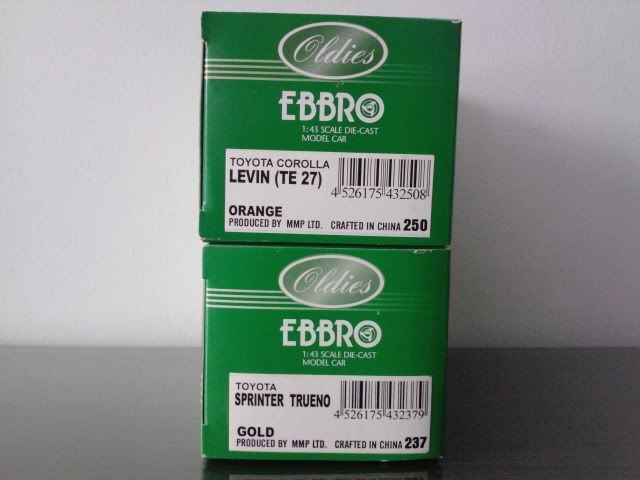 Oldies
EBBRO
1:43 SCALE DIE-CAST
MODEL CAR
TOYOTA COROLLA
LEVIN (TE 27)
4 526175 432508
ORANGE
PRODUCED BY MMP LTD. CRAFTED IN CHINA 250
Oldies
EBBRO
1:43 SCALE DIE-CAST
MODEL CAR
TOYOTA
SPRINTER TRUENO
4 526175 432379
GOLD
PRODUCED BY MMP LTD. CRAFTED IN CHINA 237